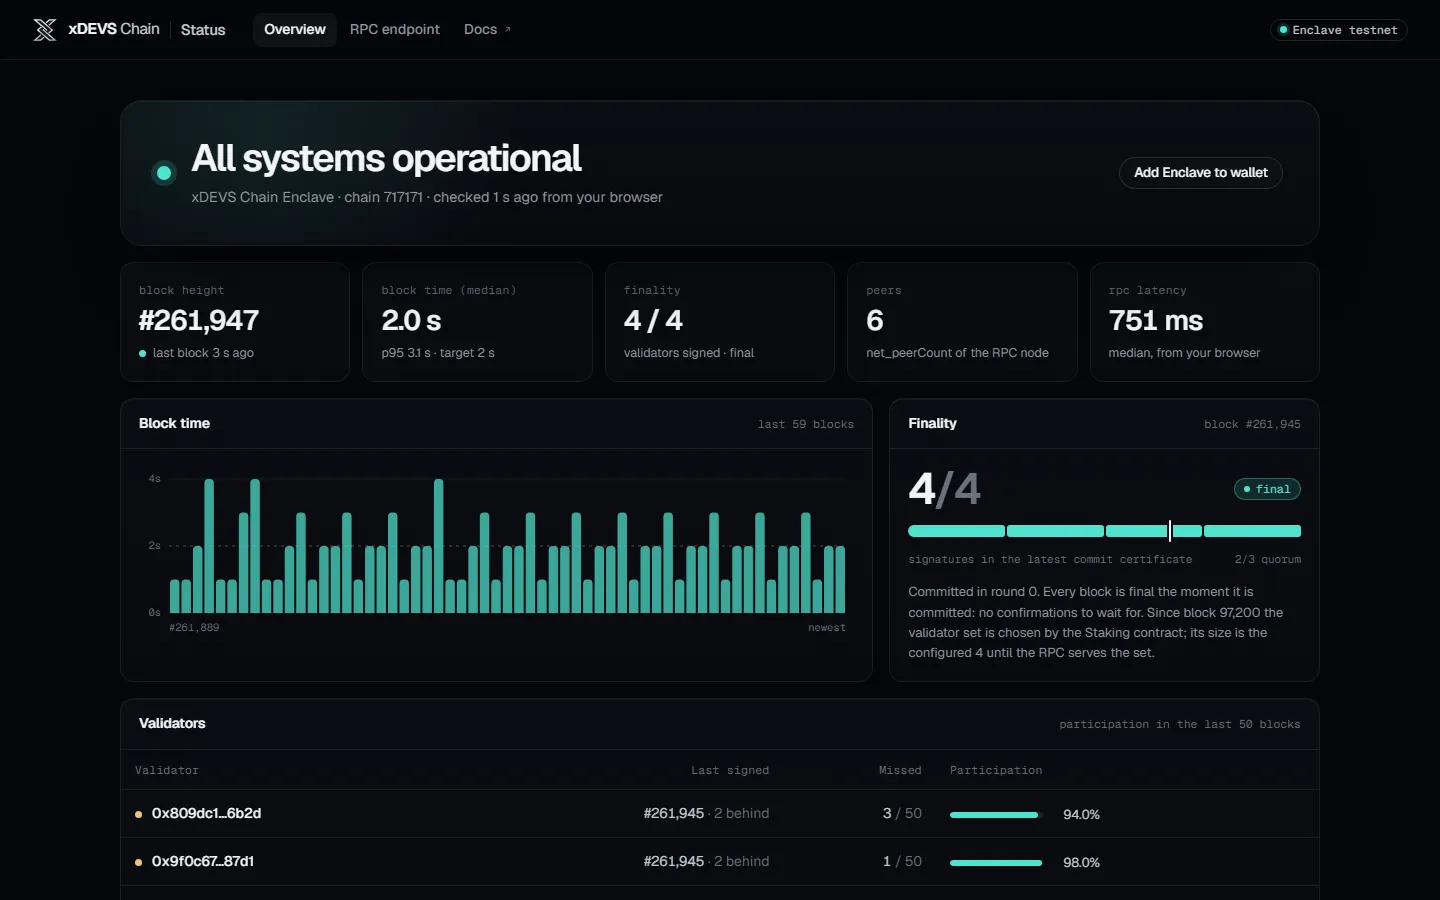 xDEVS Chain
Status
Overview
RPC endpoint
Docs ↗
Enclave testnet
All systems operational
xDEVS Chain Enclave · chain 717171 · checked 1 s ago from your browser
Add Enclave to wallet
block height
#261,947
last block 3 s ago
block time (median)
2.0 s
p95 3.1 s · target 2 s
finality
4 / 4
validators signed · final
peers
6
net_peerCount of the RPC node
rpc latency
751 ms
median, from your browser
Block time
last 59 blocks
4s
2s
0s
#261,889
newest
Finality
block #261,945
4/4
final
signatures in the latest commit certificate
2/3 quorum
Committed in round 0. Every block is final the moment it is
committed: no confirmations to wait for. Since block 97,200 the
validator set is chosen by the Staking contract; its size is the
configured 4 until the RPC serves the set.
Validators
participation in the last 50 blocks
Validator
Last signed
Missed
Participation
0x809dc1…6b2d
#261,945 · 2 behind
3 / 50
94.0%
0x9f0c67…87d1
#261,945 · 2 behind
1 / 50
98.0%